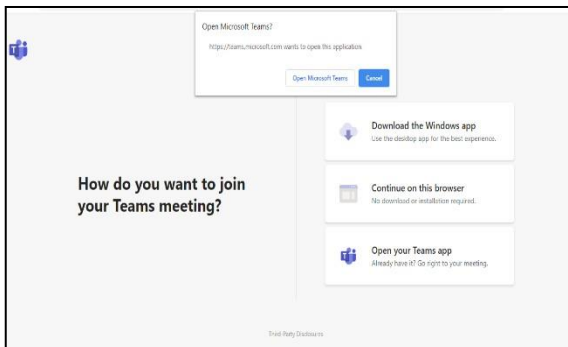 Open Microsoft Teams?
https://teams.microsoft.com wants to open this application
Open Microsoft Teams
Cancel
Download the Windows app
Use the desktop app for the best experience.
How do you want to join
your Teams meeting?
Continue on this browser
No download or installation required.
Open your Teams app
Already have it? Go right to your meeting.
Third-Party Disclosures